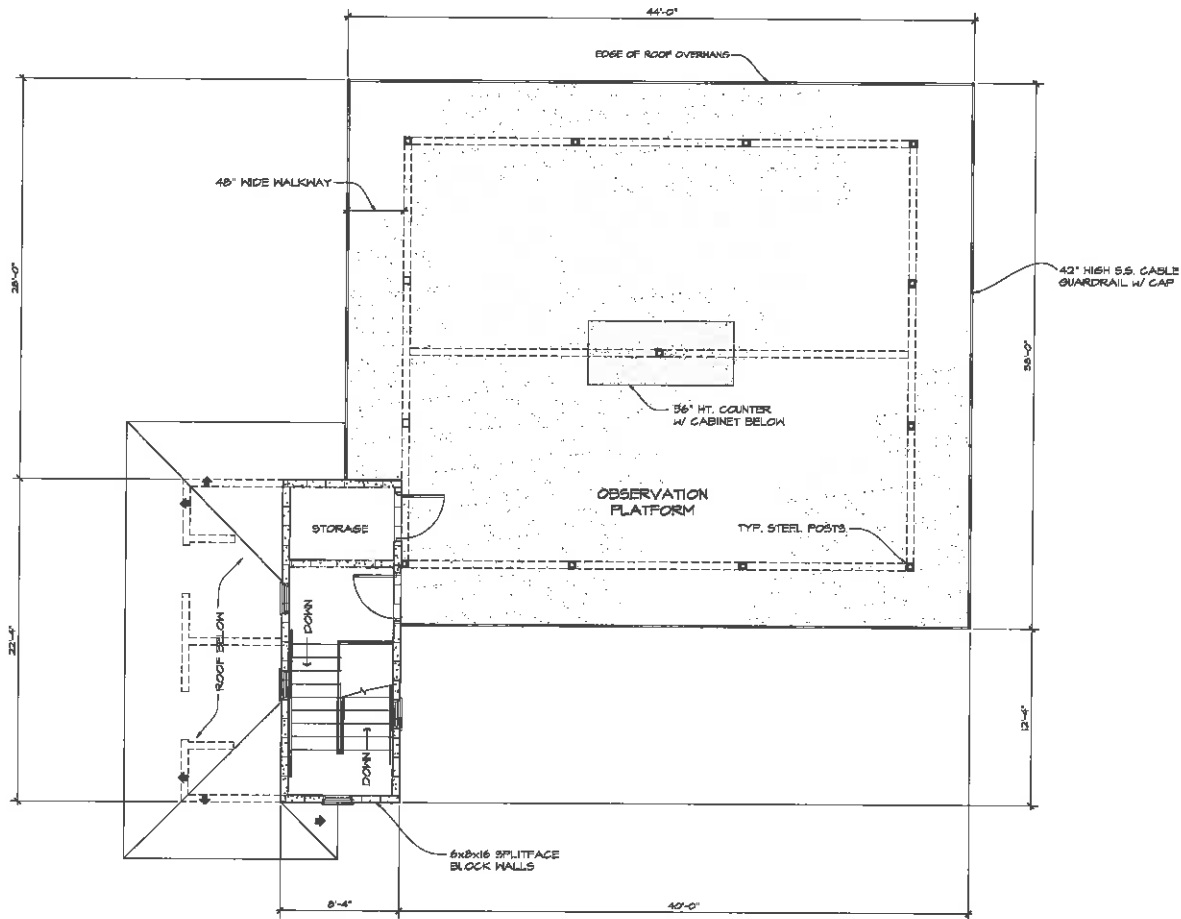 44'-0"
EDGE OF ROOF OVERHANG
48" WIDE WALKWAY
28'-0"
42" HIGH S.S. CABLE
GUARDRAIL W/ CAP
38'-0"
36" HT. COUNTER
W/ CABINET BELOW
OBSERVATION
PLATFORM
STORAGE
TYP. STEEL POSTS
DOWN
ROOF BELOW
22'-4"
12'-4"
DOWN
6x8x16 SPLITFACE
BLOCK WALLS
8'-4"
40'-0"